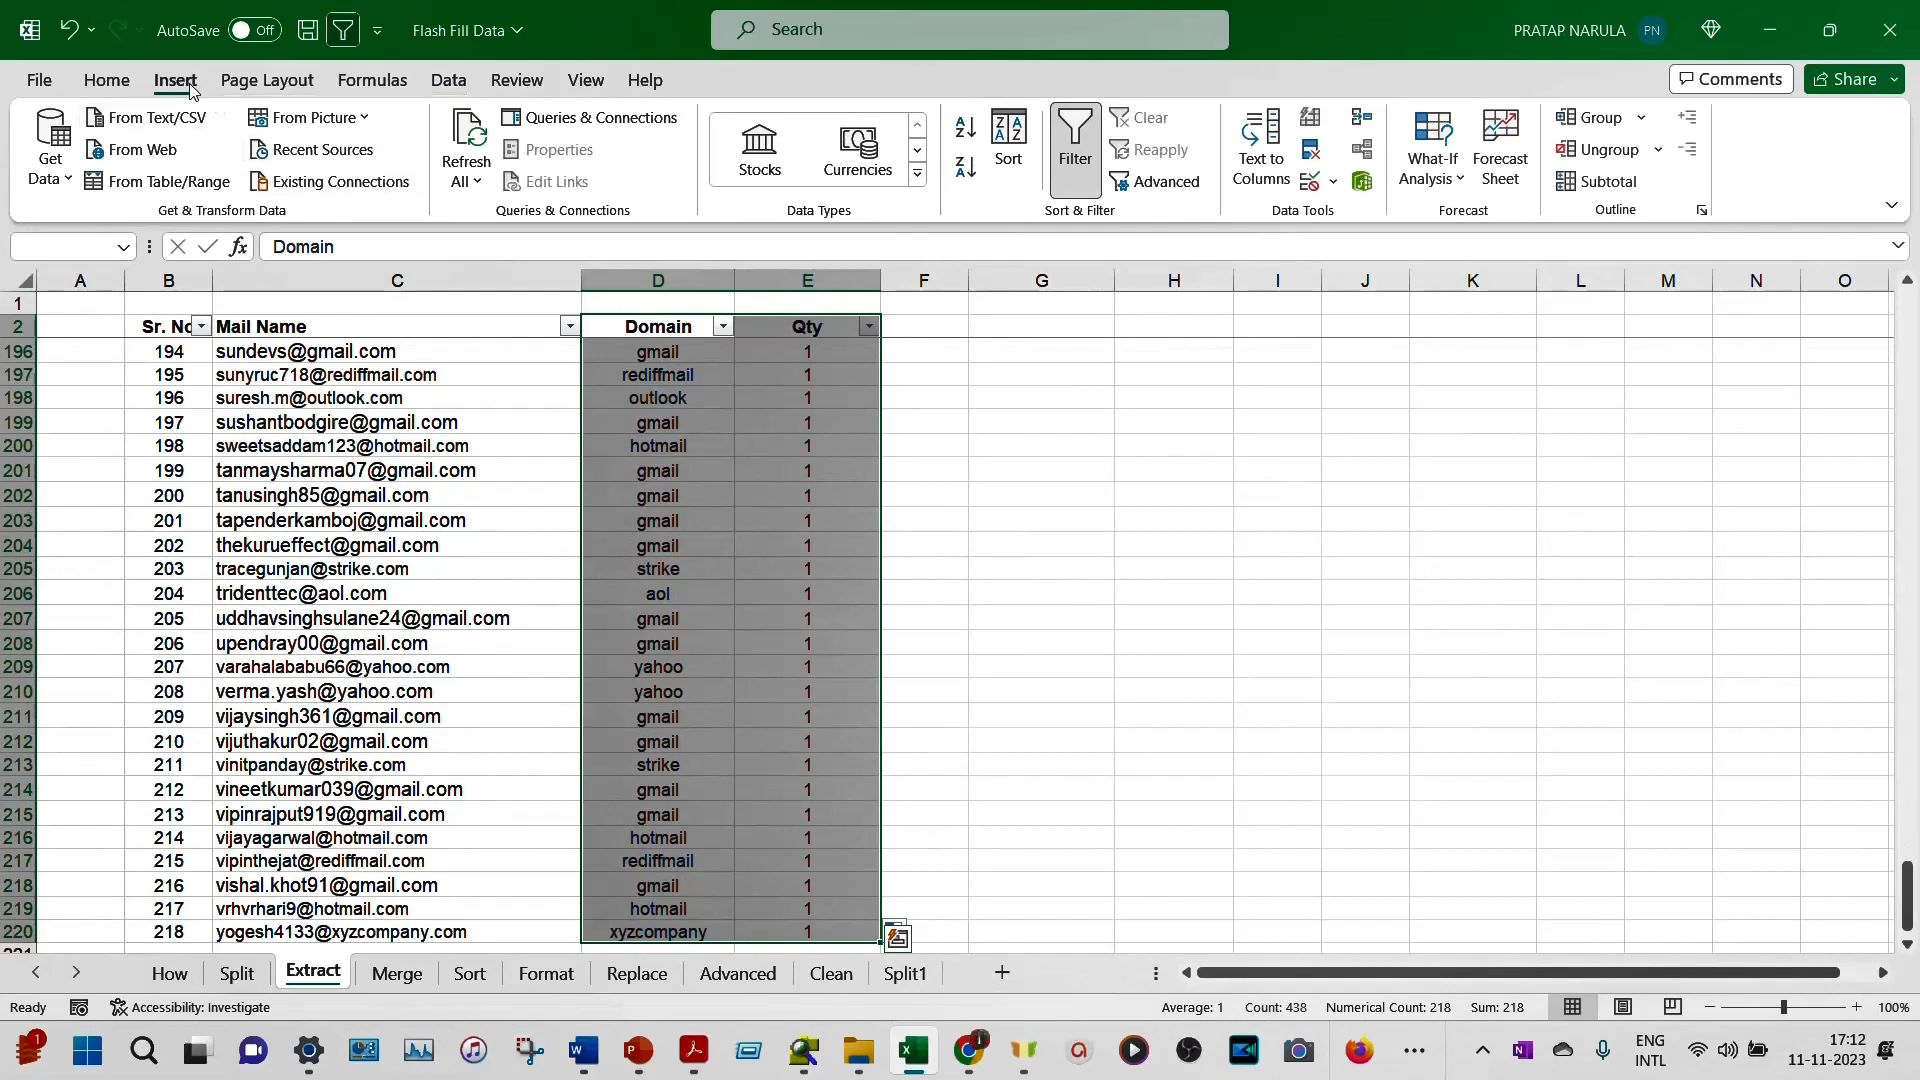 AutoSave Off Flash Fill Data Search PRATAP NARULA PN
File Home Insert Page Layout Formulas Data Review View Help Comments Share
Get Data From Text/CSV From Web From Table/Range From Picture Recent Sources Existing Connections
Get & Transform Data
Refresh All Queries & Connections Properties Edit Links
Queries & Connections
Stocks Currencies
Data Types
Sort Filter Clear Reapply Advanced
Sort & Filter
Text to Columns
Data Tools
What-If Analysis Forecast Sheet
Forecast
Group Ungroup Subtotal
Outline
fx Domain
A B C D E F G H I J K L M N O
1
2 Sr. No Mail Name Domain Qty
196 194 sundevs@gmail.com gmail 1
197 195 sunyruc718@rediffmail.com rediffmail 1
198 196 suresh.m@outlook.com outlook 1
199 197 sushantbodgire@gmail.com gmail 1
200 198 sweetsaddam123@hotmail.com hotmail 1
201 199 tanmaysharma07@gmail.com gmail 1
202 200 tanusingh85@gmail.com gmail 1
203 201 tapenderkamboj@gmail.com gmail 1
204 202 thekurueffect@gmail.com gmail 1
205 203 tracegunjan@strike.com strike 1
206 204 tridenttec@aol.com aol 1
207 205 uddhavsinghsulane24@gmail.com gmail 1
208 206 upendray00@gmail.com gmail 1
209 207 varahalababu66@yahoo.com yahoo 1
210 208 verma.yash@yahoo.com yahoo 1
211 209 vijaysingh361@gmail.com gmail 1
212 210 vijuthakur02@gmail.com gmail 1
213 211 vinitpanday@strike.com strike 1
214 212 vineetkumar039@gmail.com gmail 1
215 213 vipinrajput919@gmail.com gmail 1
216 214 vijayagarwal@hotmail.com hotmail 1
217 215 vipinthejat@rediffmail.com rediffmail 1
218 216 vishal.khot91@gmail.com gmail 1
219 217 vrhvrhari9@hotmail.com hotmail 1
220 218 yogesh4133@xyzcompany.com xyzcompany 1
How Split Extract Merge Sort Format Replace Advanced Clean Split1
Ready Accessibility: Investigate Average: 1 Count: 438 Numerical Count: 218 Sum: 218 100%
1 ENG INTL 17:12 11-11-2023